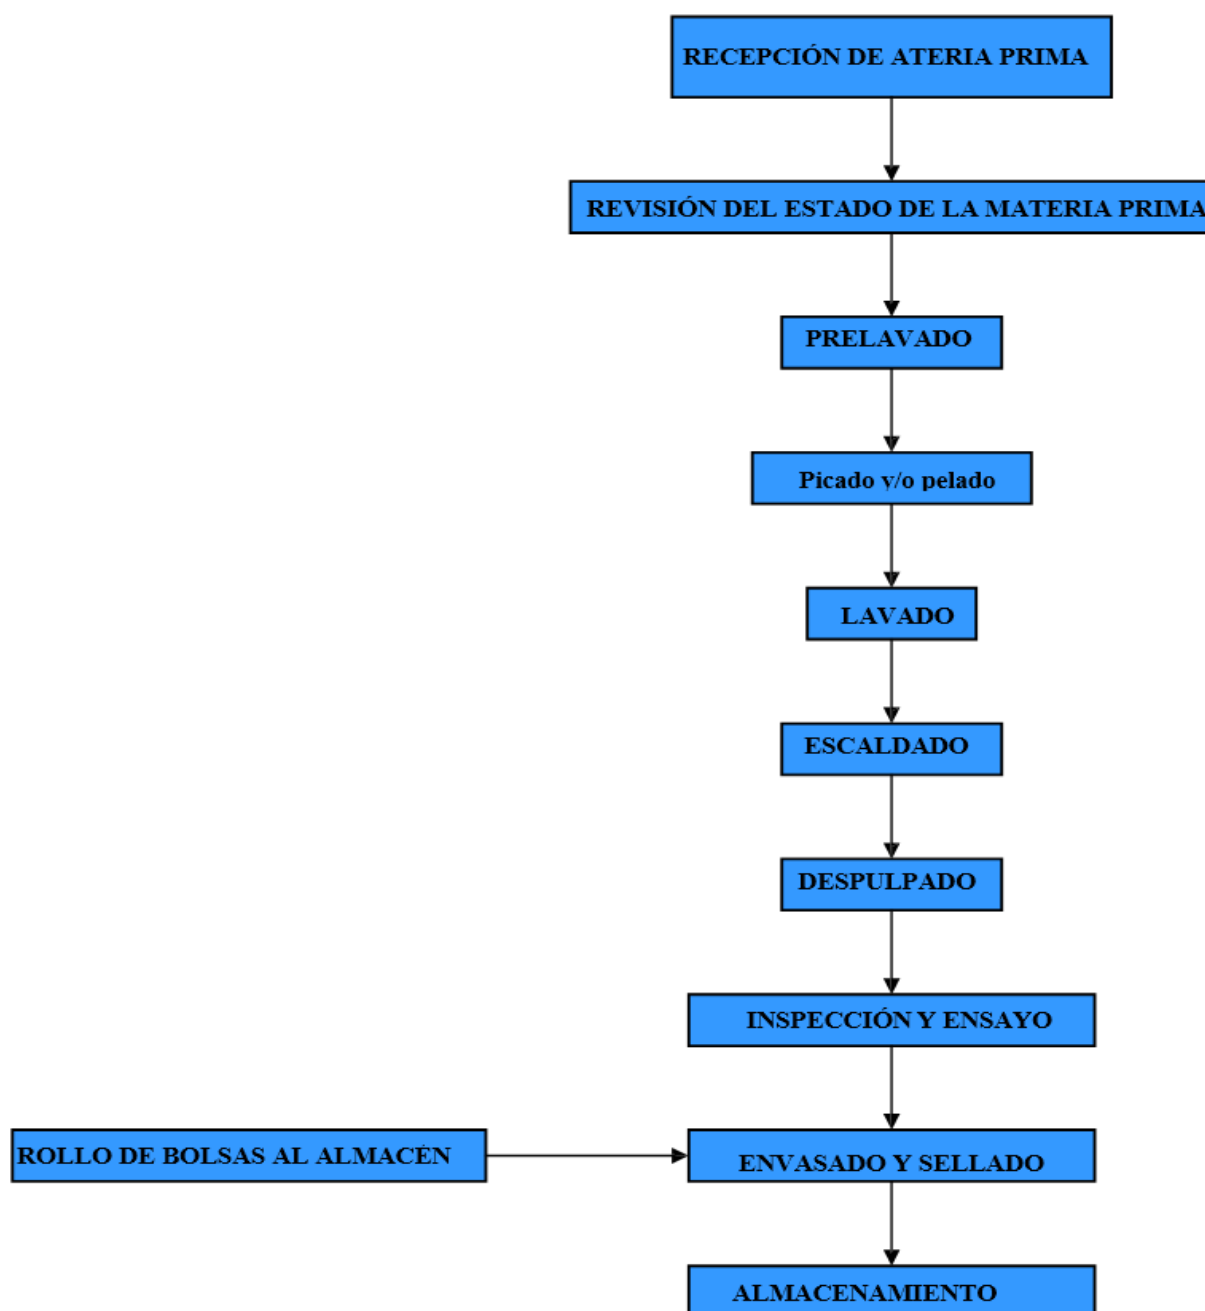 RECEPCIÓN DE ATERIA PRIMA
REVISIÓN DEL ESTADO DE LA MATERIA PRIMA
PRELAVADO
Picado y/o pelado
LAVADO
ESCALDADO
DESPULPADO
INSPECCIÓN Y ENSAYO
ROLLO DE BOLSAS AL ALMACÉN
ENVASADO Y SELLADO
ALMACENAMIENTO